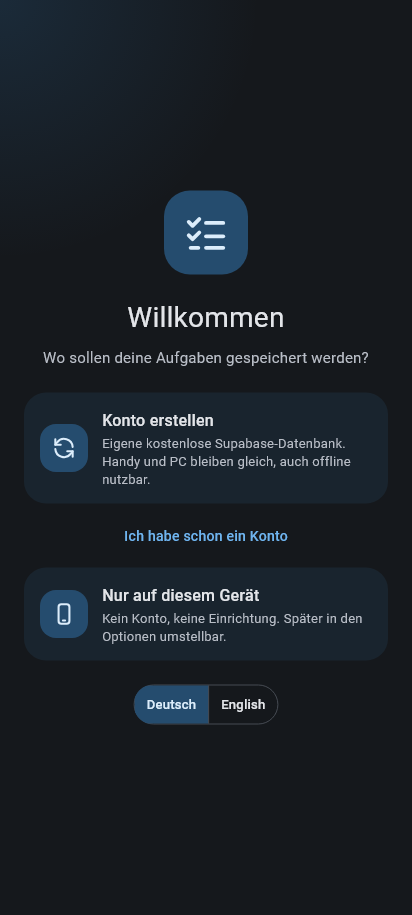 Willkommen
Wo sollen deine Aufgaben gespeichert werden?
Konto erstellen
Eigene kostenlose Supabase-Datenbank.
Handy und PC bleiben gleich, auch offline
nutzbar.
Ich habe schon ein Konto
Nur auf diesem Gerät
Kein Konto, keine Einrichtung. Später in den
Optionen umstellbar.
Deutsch English